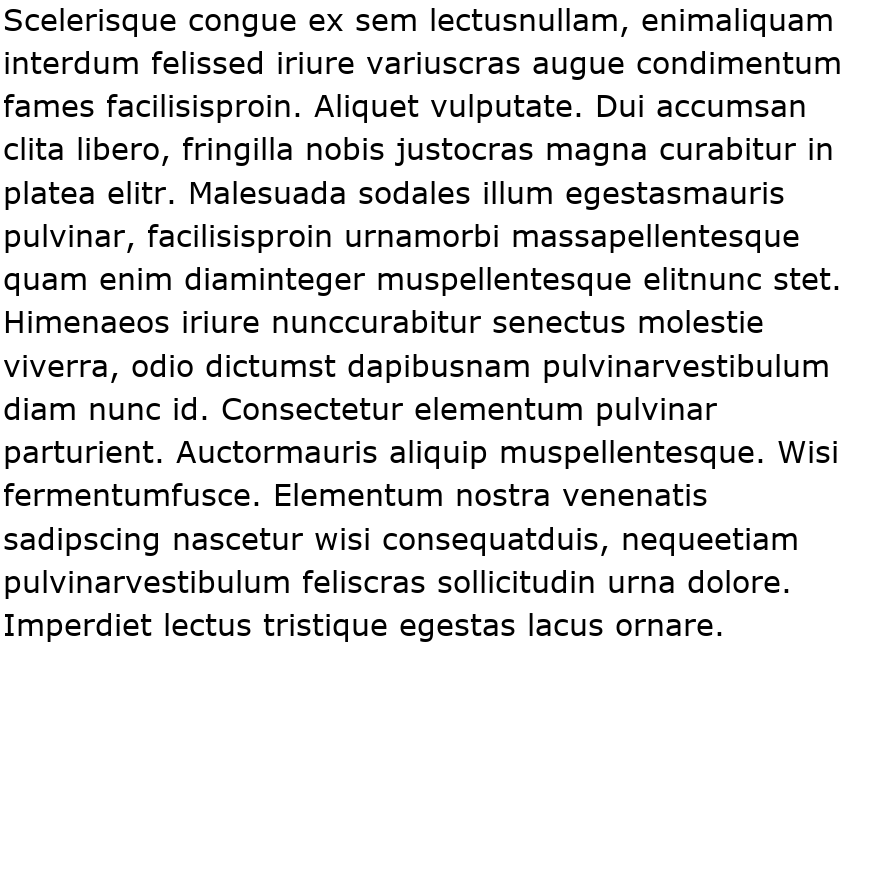 Scelerisque congue ex sem lectusnullam, enimaliquam
interdum felissed iriure variuscras augue condimentum
fames facilisisproin. Aliquet vulputate. Dui accumsan
clita libero, fringilla nobis justocras magna curabitur in
platea elitr. Malesuada sodales illum egestasmauris
pulvinar, facilisisproin urnamorbi massapellentesque
quam enim diaminteger muspellentesque elitnunc stet.
Himenaeos iriure nunccurabitur senectus molestie
viverra, odio dictumst dapibusnam pulvinarvestibulum
diam nunc id. Consectetur elementum pulvinar
parturient. Auctormauris aliquip muspellentesque. Wisi
fermentumfusce. Elementum nostra venenatis
sadipscing nascetur wisi consequatduis, nequeetiam
pulvinarvestibulum feliscras sollicitudin urna dolore.
Imperdiet lectus tristique egestas lacus ornare.